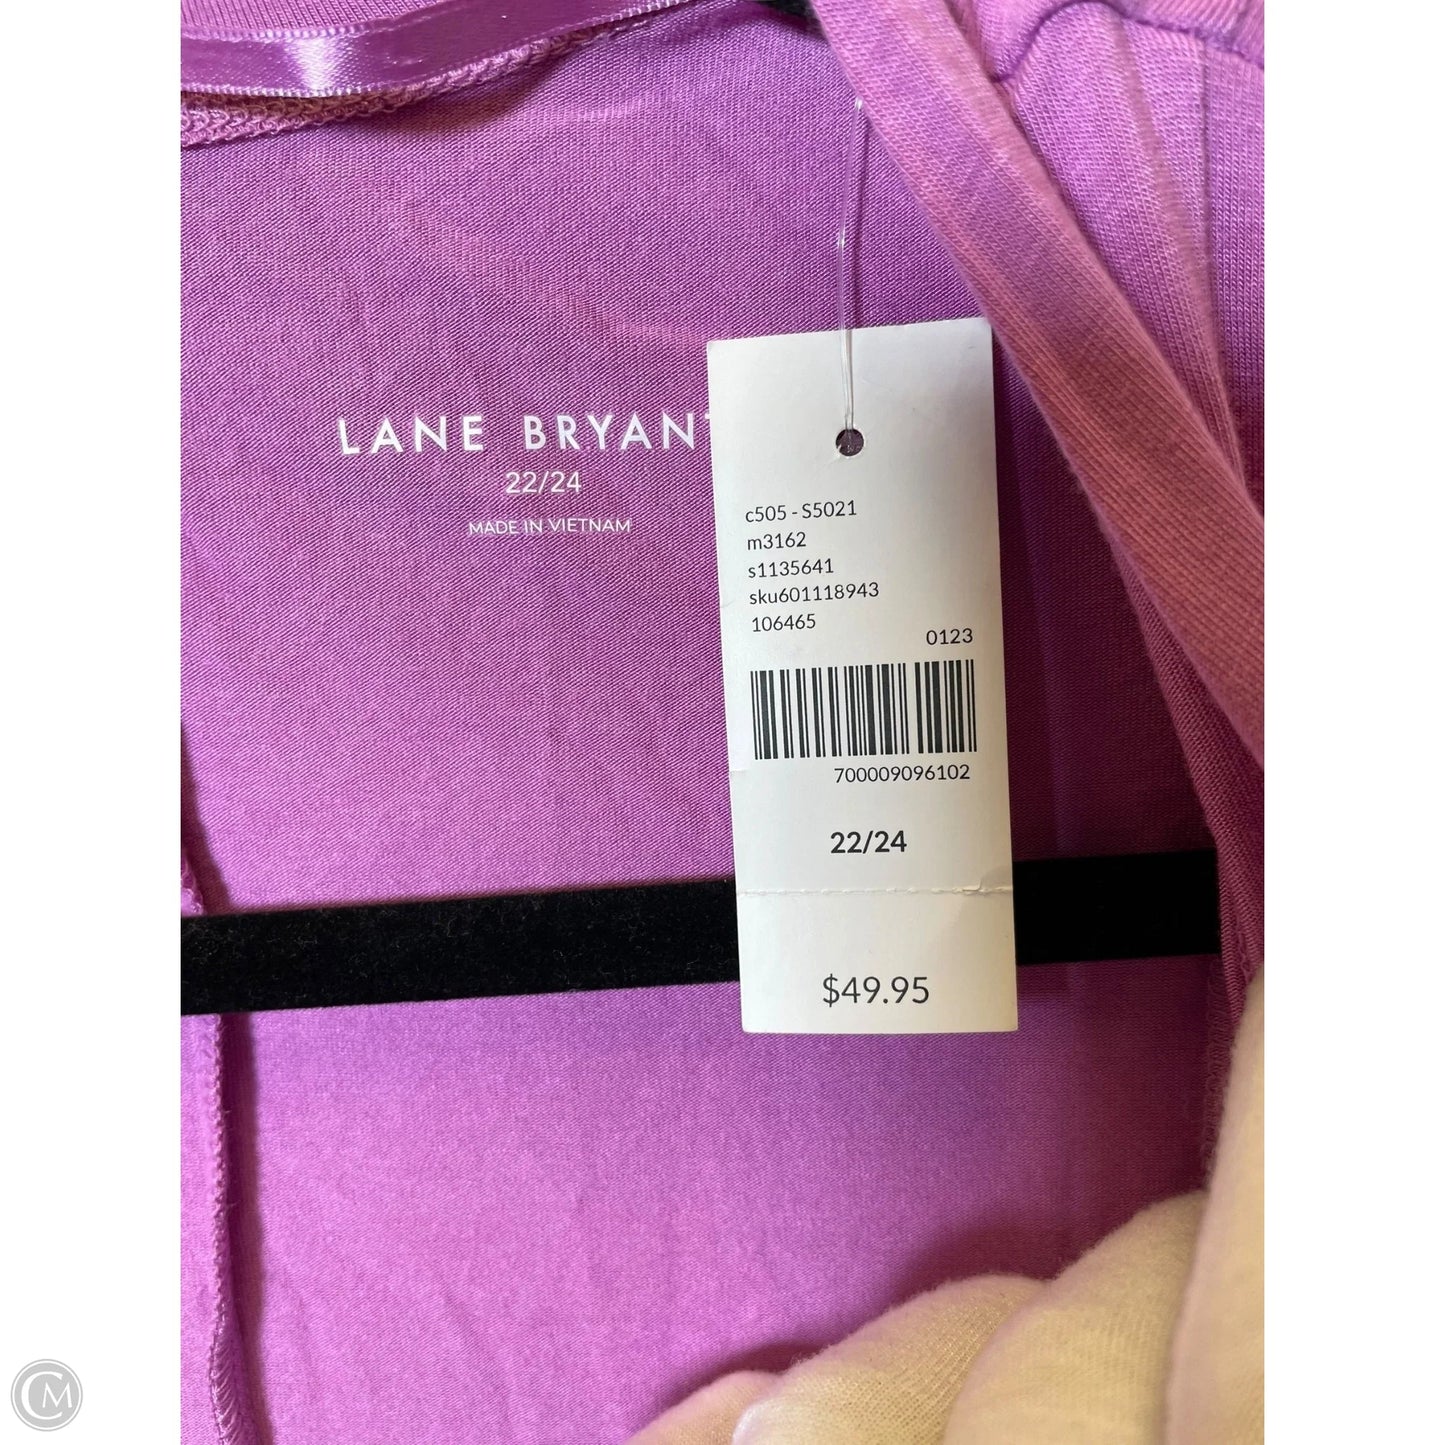 LANE BRYANT
22/24
MADE IN VIETNAM
c505 - S5021
m3162
s1135641
sku601118943
106465
0123
700009096102
22/24
$49.95
CM